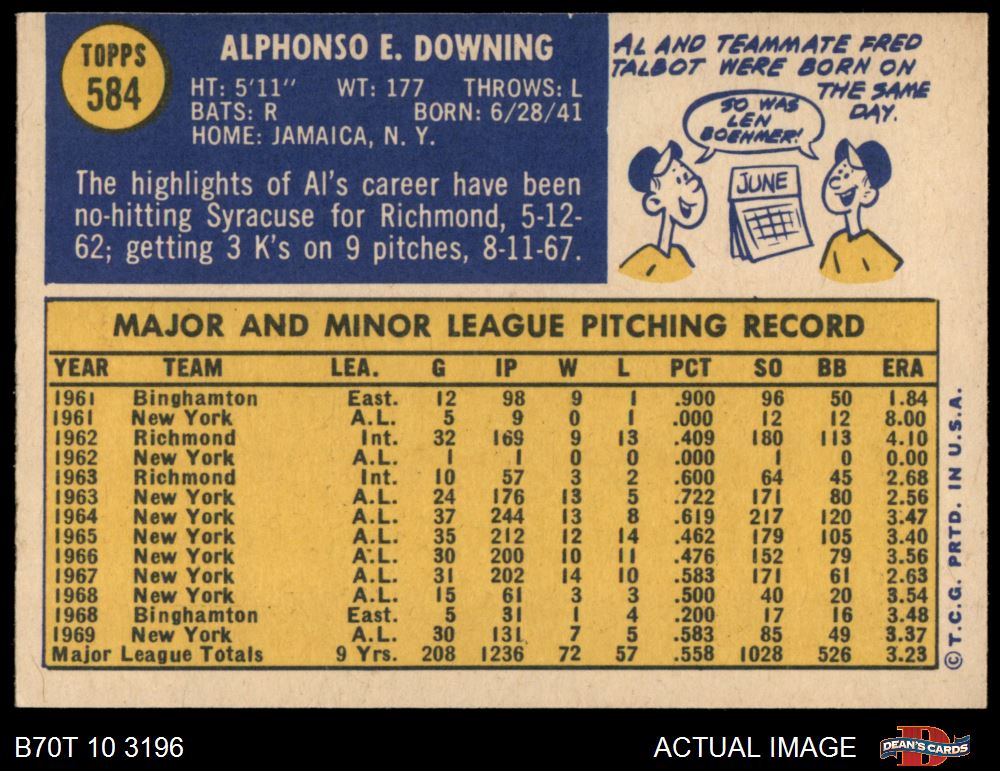 TOPPS
584
ALPHONSO E. DOWNING
HT: 5'11" WT: 177 THROWS: L
BATS: R BORN: 6/28/41
HOME: JAMAICA, N. Y.
The highlights of Al's career have been
no-hitting Syracuse for Richmond, 5-12-
62; getting 3 K's on 9 pitches, 8-11-67.
AL AND TEAMMATE FRED
TALBOT WERE BORN ON
THE SAME
DAY.
SO WAS
LEN
BOEHMER!
JUNE
MAJOR AND MINOR LEAGUE PITCHING RECORD
YEAR TEAM LEA. G IP W L PCT SO BB ERA
1961 Binghamton East. 12 98 9 1 .900 96 50 1.84
1961 New York A.L. 5 9 0 1 .000 12 12 8.00
1962 Richmond Int. 32 169 9 13 .409 180 113 4.10
1962 New York A.L. 1 1 0 0 .000 1 0 0.00
1963 Richmond Int. 10 57 3 2 .600 64 45 2.68
1963 New York A.L. 24 176 13 5 .722 171 80 2.56
1964 New York A.L. 37 244 13 8 .619 217 120 3.47
1965 New York A.L. 35 212 12 14 .462 179 105 3.40
1966 New York A.L. 30 200 10 11 .476 152 79 3.56
1967 New York A.L. 31 202 14 10 .583 171 61 2.63
1968 New York A.L. 15 61 3 3 .500 40 20 3.54
1968 Binghamton East. 5 31 1 4 .200 17 16 3.48
1969 New York A.L. 30 131 7 5 .583 85 49 3.37
Major League Totals 9 Yrs. 208 1236 72 57 .558 1028 526 3.23
© T.C.G. PRTD. IN U.S.A.
B70T 10 3196
ACTUAL IMAGE
DEAN'S CARDS